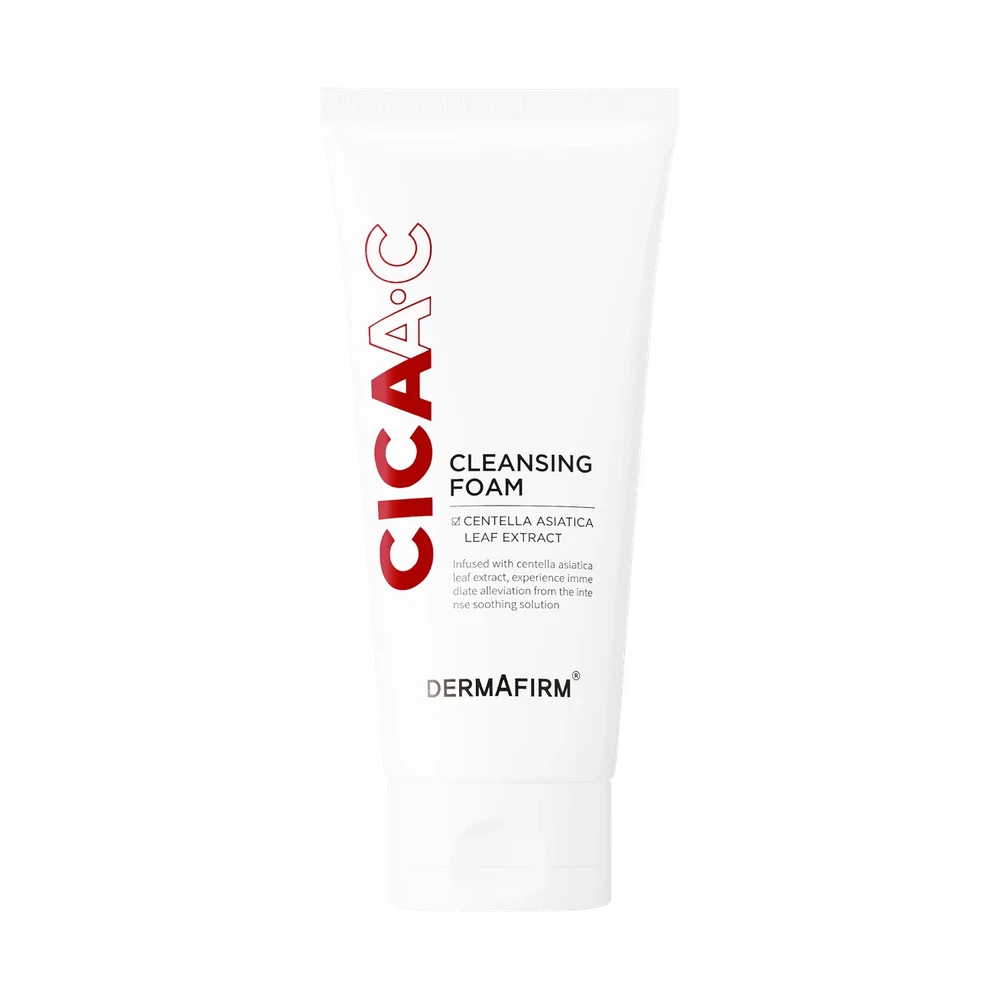 CICAA°C
CLEANSING
FOAM
☑ CENTELLA ASIATICA
LEAF EXTRACT
Infused with centella asiatica
leaf extract, experience imme
diate alleviation from the inte
nse soothing solution
DERMAFIRM®